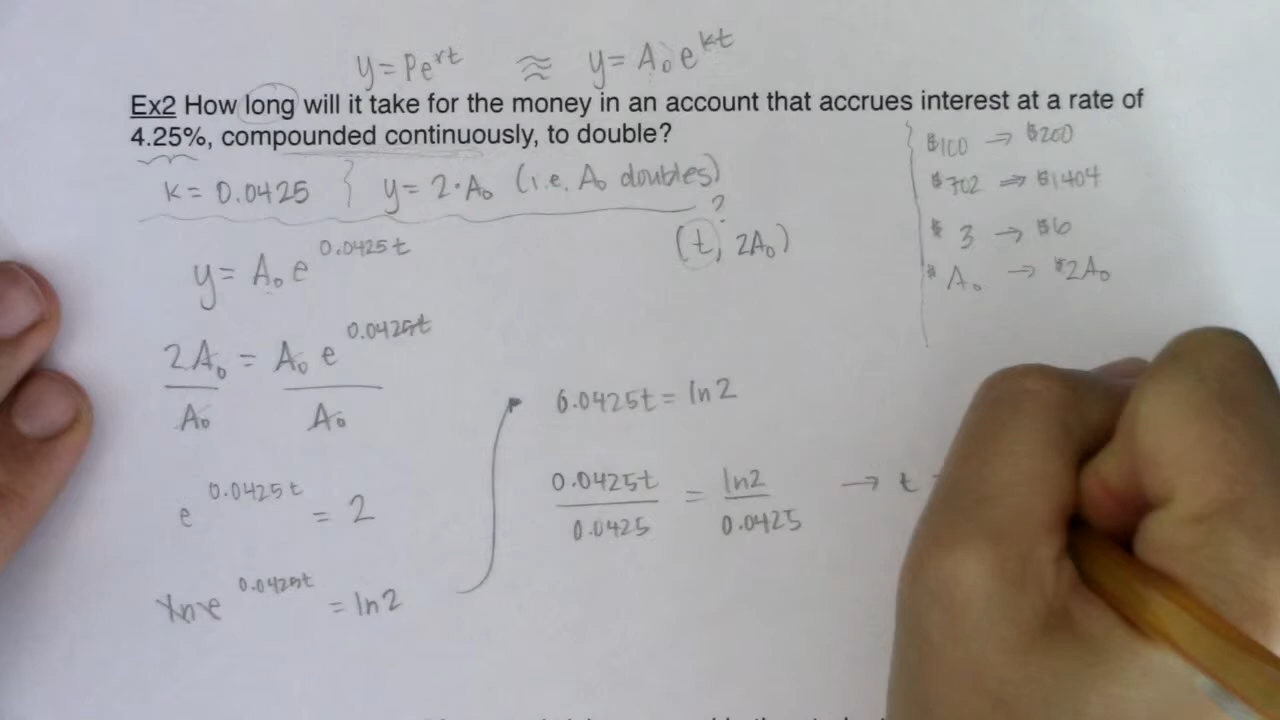 y = Pe^rt ≈ y = A₀e^kt
Ex2 How long will it take for the money in an account that accrues interest at a rate of
4.25%, compounded continuously, to double?
k = 0.0425 } y = 2·A₀ (i.e. A₀ doubles)
?
(t, 2A₀)
y = A₀e^0.0425t
2A₀ = A₀e^0.0425t
A₀ A₀
e^0.0425t = 2
ln e^0.0425t = ln2
0.0425t = ln2
0.0425t = ln2 → t =
0.0425 0.0425
$100 → $200
$702 → $1404
$3 → $6
$A₀ → $2A₀